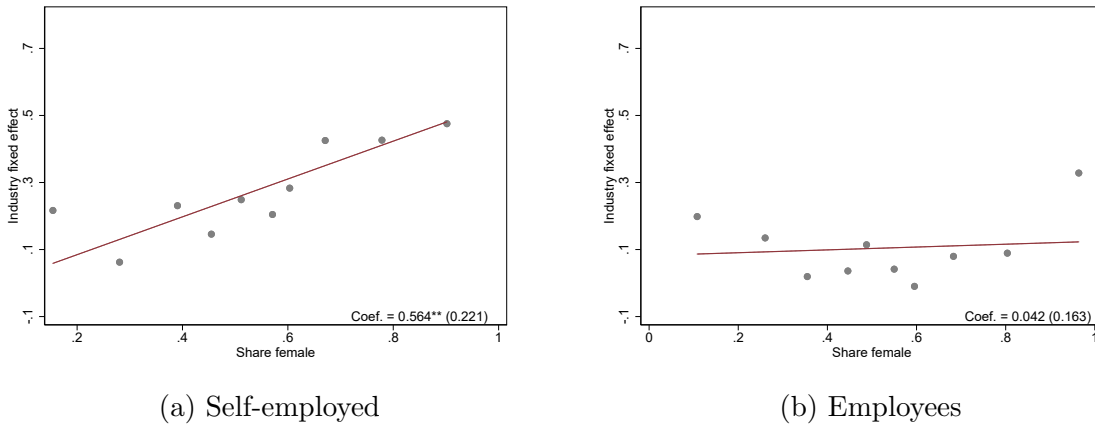 Industry fixed effect
.7
.5
.3
.1
-.1
.2
.4
.6
.8
1
Share female
Coef. = 0.564** (0.221)
(a) Self-employed
Industry fixed effect
.7
.5
.3
.1
-.1
0
.2
.4
.6
.8
1
Share female
Coef. = 0.042 (0.163)
(b) Employees